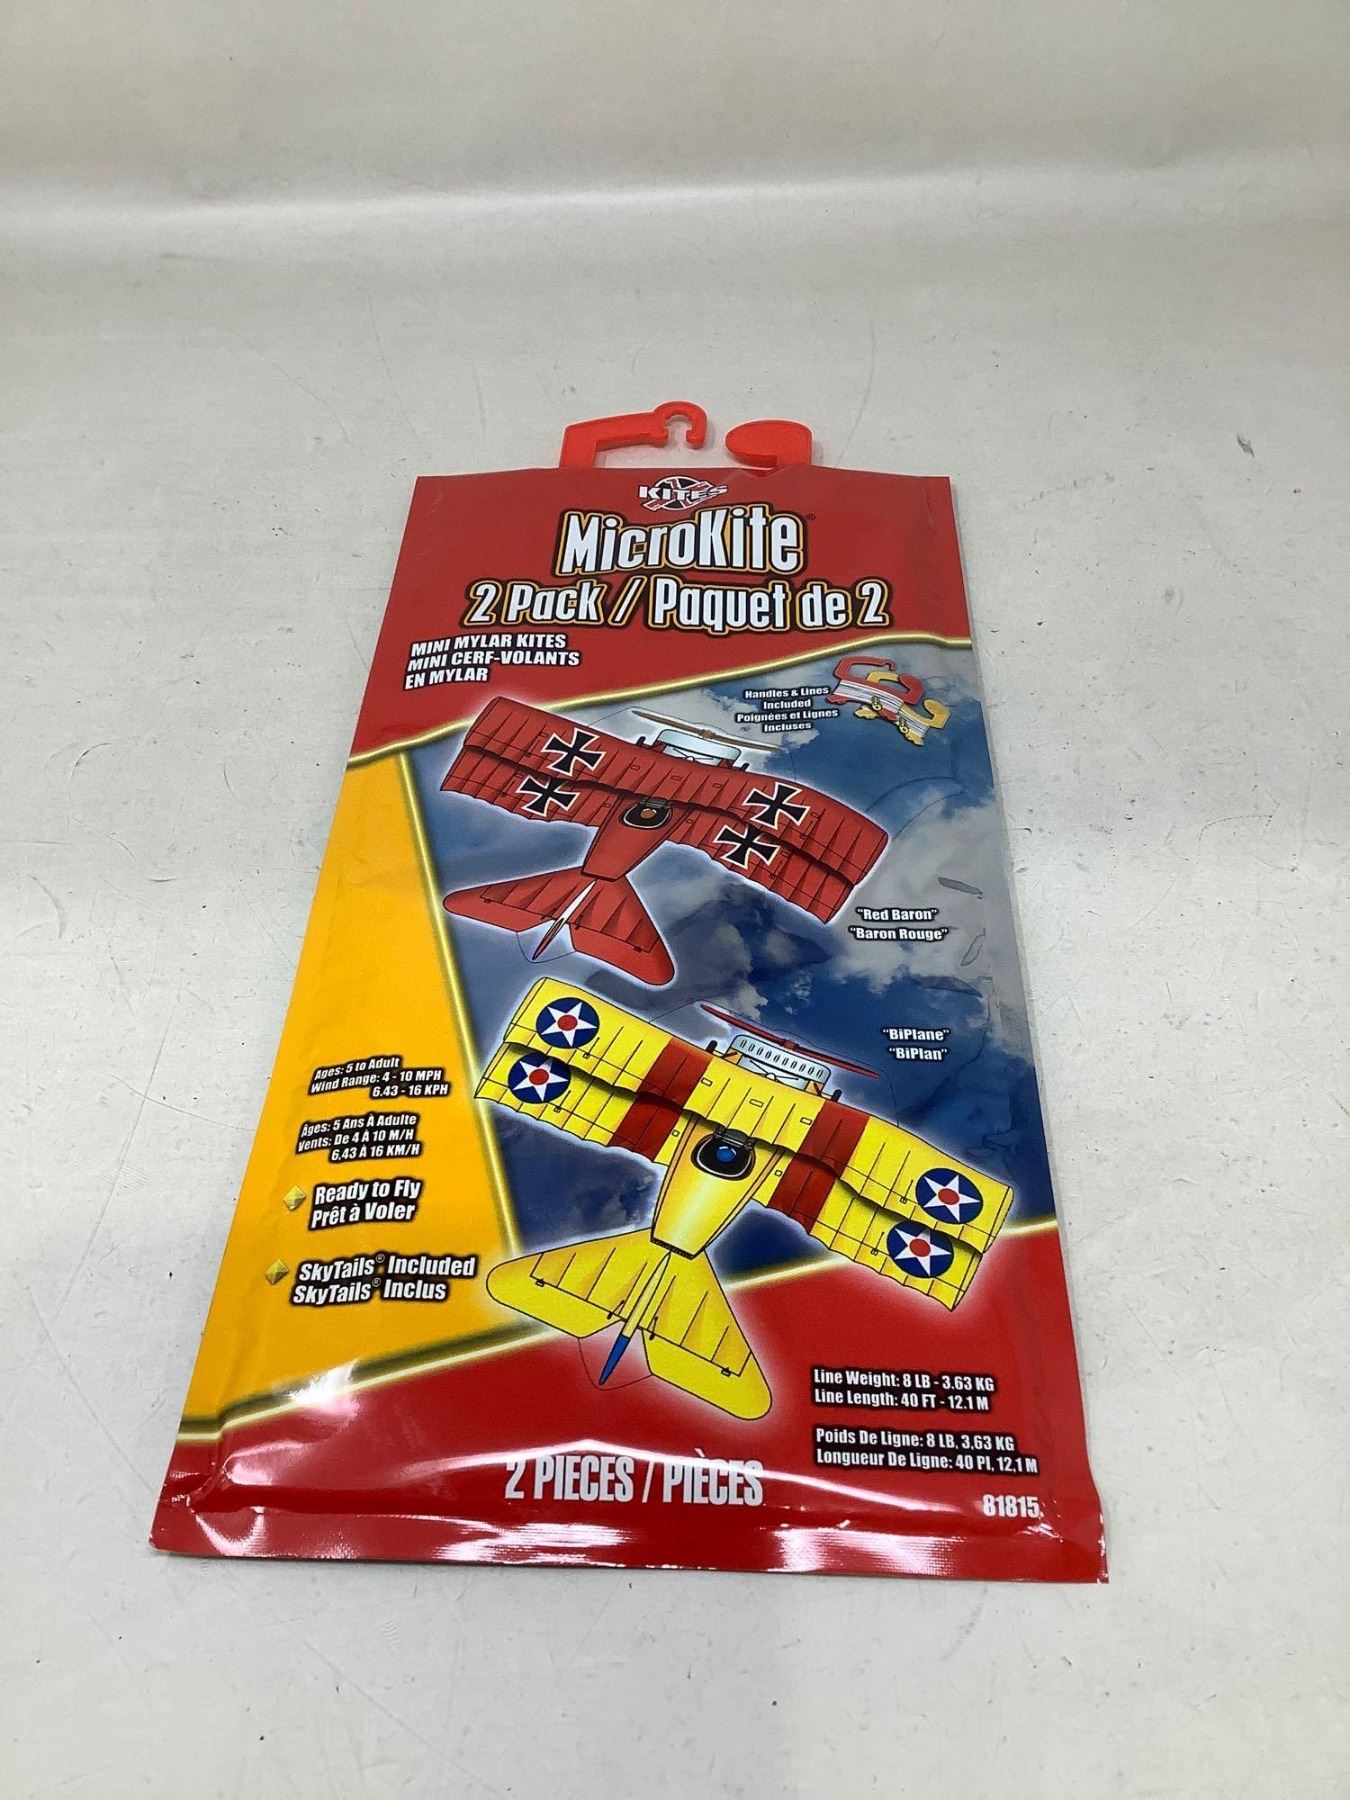 KITES
MicroKite®
2 Pack / Paquet de 2
MINI MYLAR KITES
MINI CERF-VOLANTS
EN MYLAR
Handles & Lines
Included
Poignées et Lignes
Incluses
"Red Baron"
"Baron Rouge"
"BiPlane"
"BiPlan"
Ages: 5 to Adult
Wind Range: 4 - 10 MPH
6.43 - 16 KPH
Âges: 5 Ans À Adulte
Vents: De 4 À 10 M/H
6,43 À 16 KM/H
Ready to Fly
Prêt à Voler
SkyTails® Included
SkyTails® Inclus
Line Weight: 8 LB - 3.63 KG
Line Length: 40 FT - 12.1 M
Poids De Ligne: 8 LB, 3,63 KG
Longueur De Ligne: 40 PI, 12,1 M
2 PIECES / PIÈCES
81815